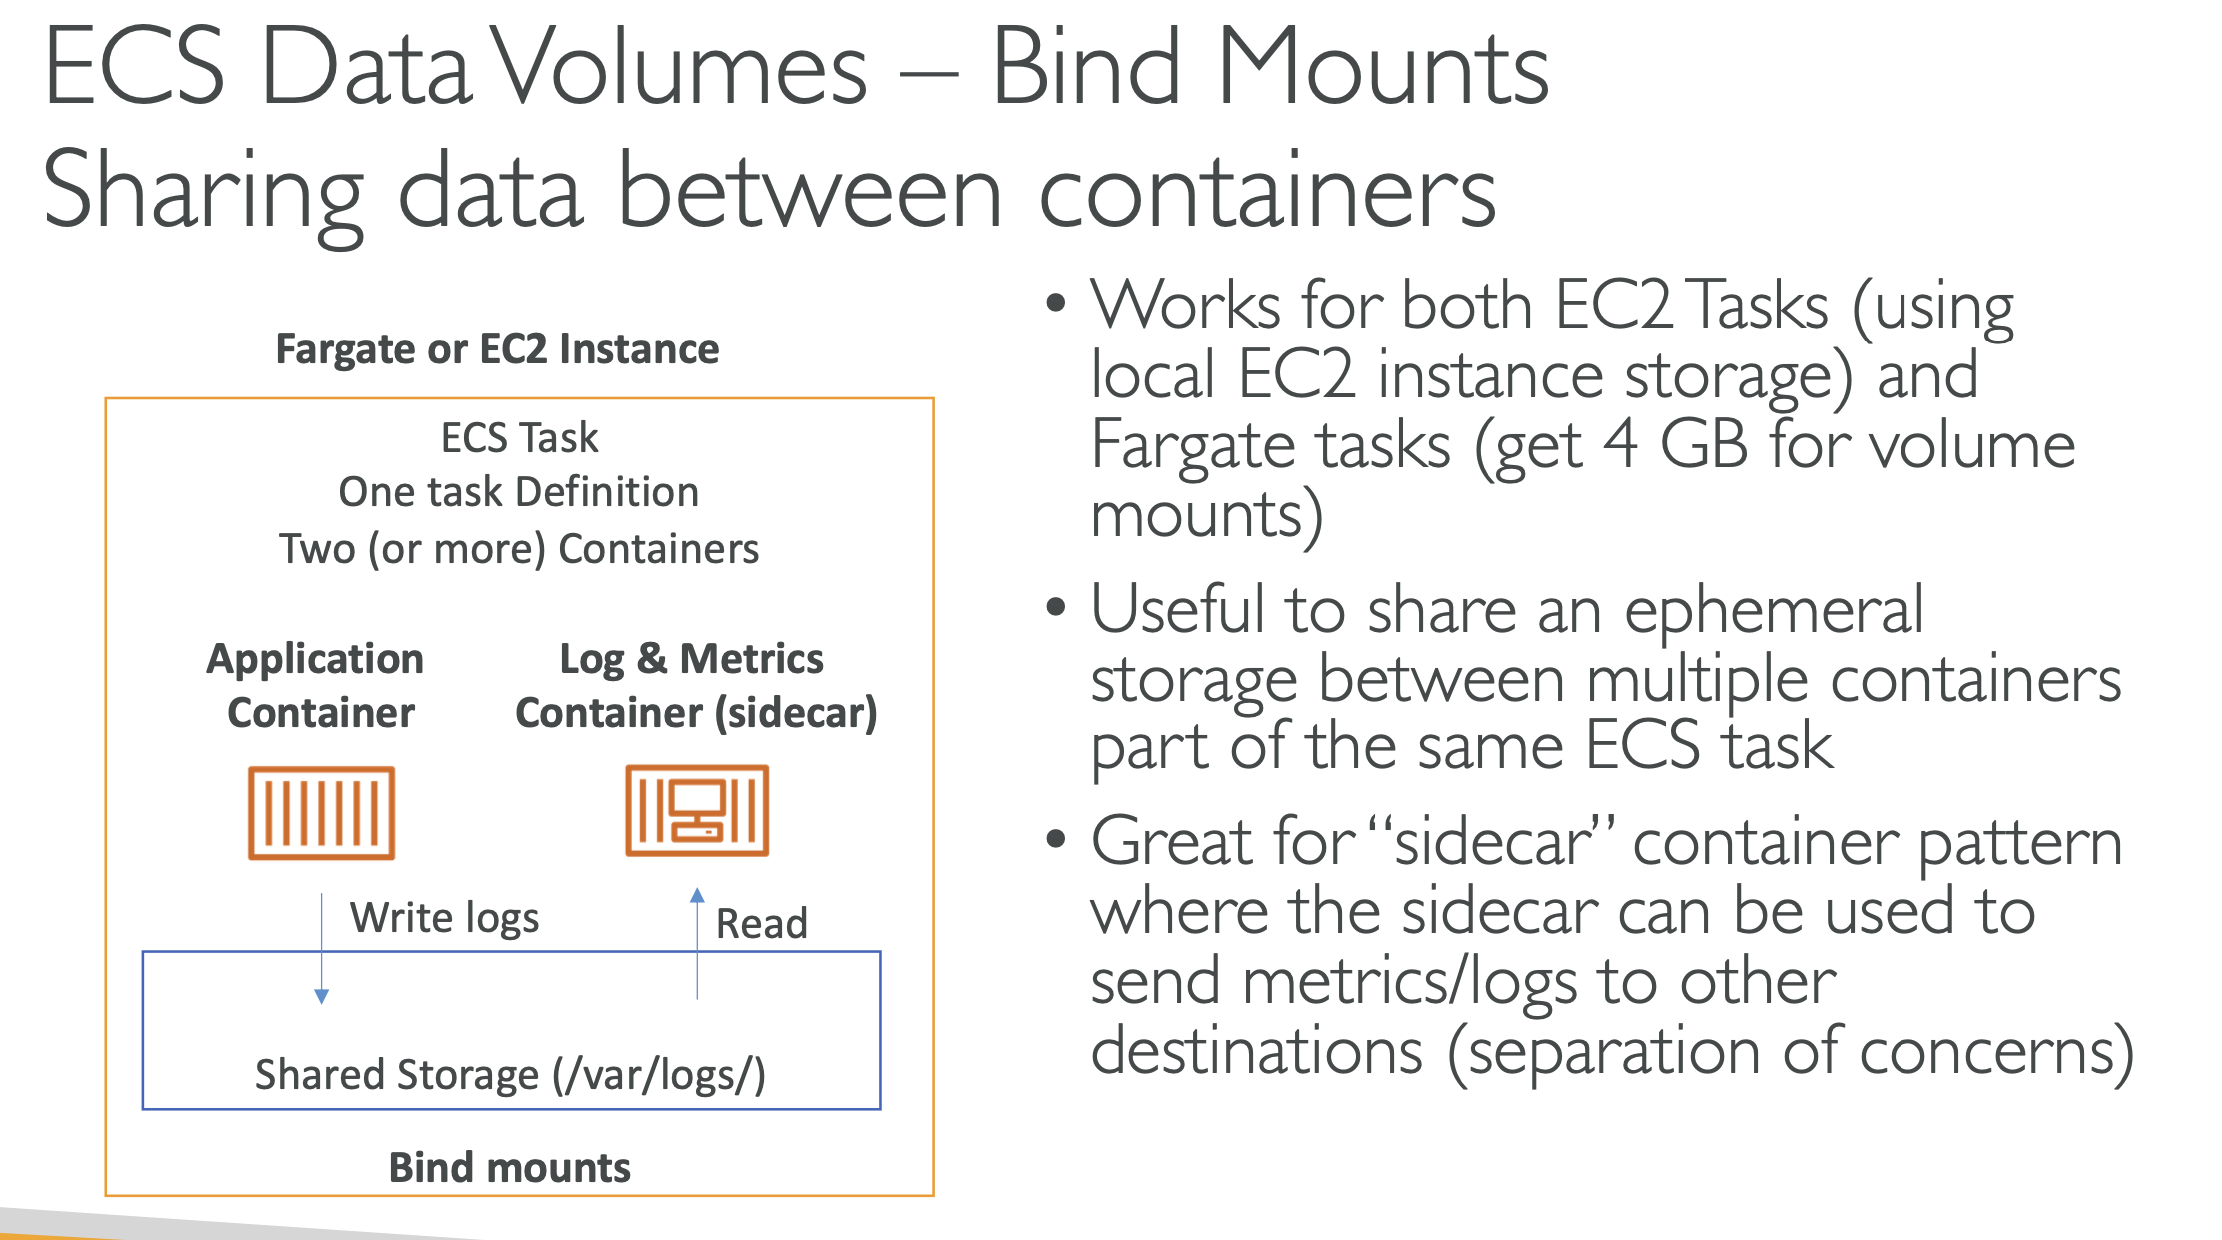 ECS Data Volumes – Bind Mounts
Sharing data between containers
Fargate or EC2 Instance
ECS Task
One task Definition
Two (or more) Containers
Application
Container
Log & Metrics
Container (sidecar)
Write logs
Read
Shared Storage (/var/logs/)
Bind mounts
• Works for both EC2 Tasks (using
local EC2 instance storage) and
Fargate tasks (get 4 GB for volume
mounts)
• Useful to share an ephemeral
storage between multiple containers
part of the same ECS task
• Great for “sidecar” container pattern
where the sidecar can be used to
send metrics/logs to other
destinations (separation of concerns)